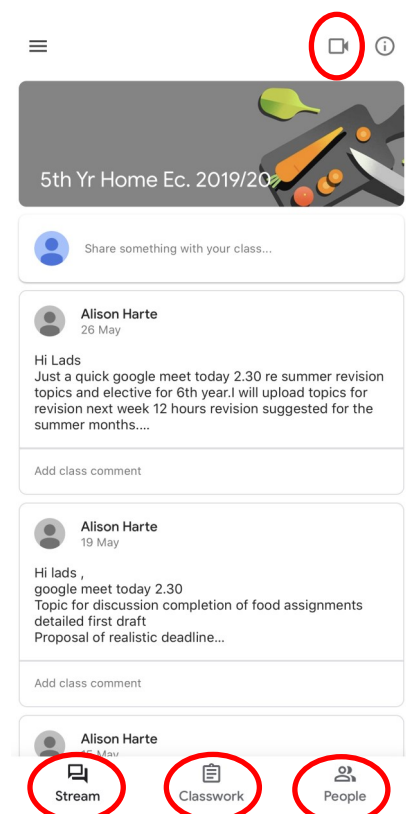 5th Yr Home Ec. 2019/20
Share something with your class...
Alison Harte
26 May
Hi Lads
Just a quick google meet today 2.30 re summer revision
topics and elective for 6th year.I will upload topics for
revision next week 12 hours revision suggested for the
summer months....
Add class comment
Alison Harte
19 May
Hi lads ,
google meet today 2.30
Topic for discussion completion of food assignments
detailed first draft
Proposal of realistic deadline...
Add class comment
Alison Harte
15 May
Stream
Classwork
People